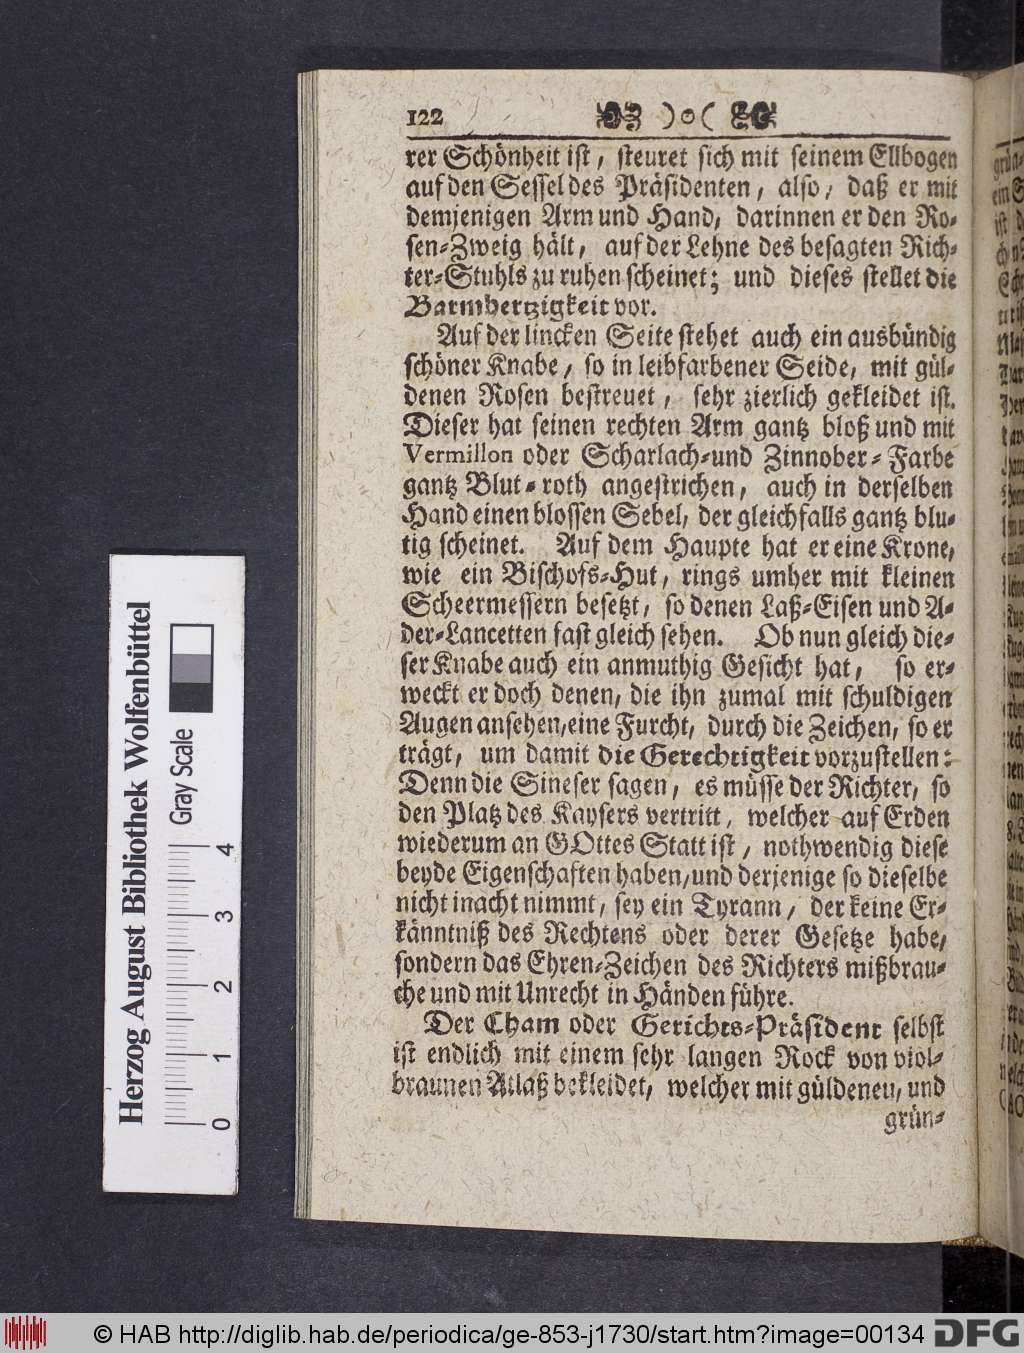 122 )o(
rer Schönheit ist, steuret sich mit seinem Ellbogen
auf den Sessel des Präsidenten, also, daß er mit
demjenigen Arm und Hand, darinnen er den Ro-
sen-Zweig hält, auf der Lehne des besagten Rich-
ter-Stuhls zu ruhen scheinet; und dieses stellet die
Barmhertzigkeit vor.
Auf der lincken Seite stehet auch ein ausbündig
schöner Knabe, so in leibfarbener Seide, mit gül-
denen Rosen bestreuet, sehr zierlich gekleidet ist.
Dieser hat seinen rechten Arm gantz bloß und mit
Vermillon oder Scharlach-und Zinnober-Farbe
gantz Blut-roth angestrichen, auch in derselben
Hand einen blossen Sebel, der gleichfalls gantz blu-
tig scheinet. Auf dem Haupte hat er eine Krone,
wie ein Bischofs-Hut, rings umher mit kleinen
Scheermessern besetzt, so denen Laß-Eisen und A-
der-Lancetten fast gleich sehen. Ob nun gleich die-
ser Knabe auch ein anmuthig Gesicht hat, so er-
weckt er doch denen, die ihn zumal mit schuldigen
Augen ansehen, eine Furcht, durch die Zeichen, so er
trägt, um damit die Gerechtigkeit vorzustellen:
Denn die Sineser sagen, es müsse der Richter, so
den Platz des Kaysers vertritt, welcher auf Erden
wiederum an GOttes Statt ist, nothwendig diese
beyde Eigenschaften haben, und derjenige so dieselbe
nicht inacht nimmt, sey ein Tyrann, der keine Er-
känntniß des Rechtens oder derer Gesetze habe,
sondern das Ehren-Zeichen des Richters mißbrau-
che und mit Unrecht in Händen führe.
Der Cham oder Gerichts-Präsident selbst
ist endlich mit einem sehr langen Rock von viol-
braunen Atlaß bekleidet, welcher mit güldenen, und
grün-
Herzog August Bibliothek Wolfenbüttel
Gray Scale
0 1 2 3 4
© HAB http://diglib.hab.de/periodica/ge-853-j1730/start.htm?image=00134
DFG